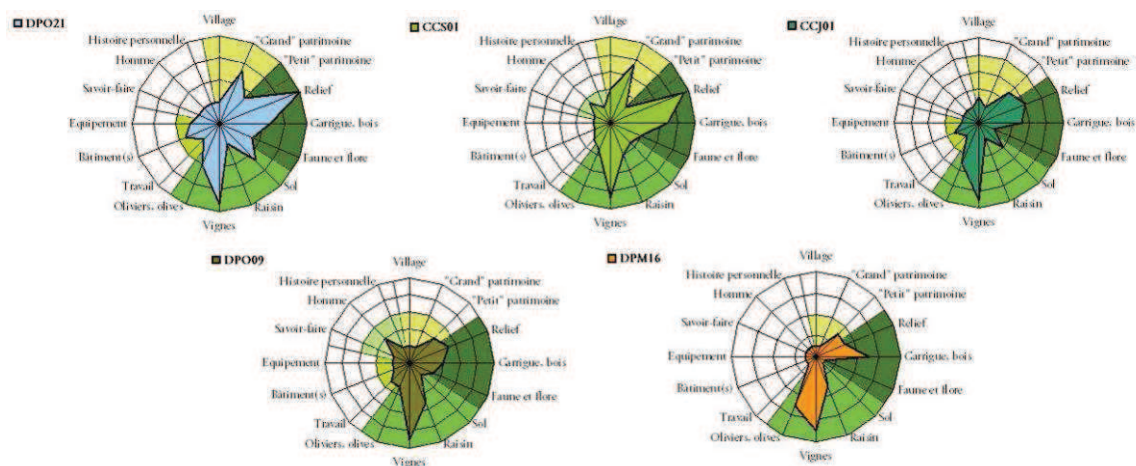 DPO21
Village
"Grand" patrimoine
"Petit" patrimoine
Relief
Garrigue, bois
Faune et flore
Sol
Raisin
Vignes
Oliviers, olives
Travail
Bâtiment(s)
Equipement
Savoir-faire
Homme
Histoire personnelle
CCS01
Village
"Grand" patrimoine
"Petit" patrimoine
Relief
Garrigue, bois
Faune et flore
Sol
Raisin
Vignes
Oliviers, olives
Travail
Bâtiment(s)
Equipement
Savoir-faire
Homme
Histoire personnelle
CCJ01
Village
"Grand" patrimoine
"Petit" patrimoine
Relief
Garrigue, bois
Faune et flore
Sol
Raisin
Vignes
Oliviers, olives
Travail
Bâtiment(s)
Equipement
Savoir-faire
Homme
Histoire personnelle
DPO09
Village
"Grand" patrimoine
"Petit" patrimoine
Relief
Garrigue, bois
Faune et flore
Sol
Raisin
Vignes
Oliviers, olives
Travail
Bâtiment(s)
Equipement
Savoir-faire
Homme
Histoire personnelle
DPM16
Village
"Grand" patrimoine
"Petit" patrimoine
Relief
Garrigue, bois
Faune et flore
Sol
Raisin
Vignes
Oliviers, olives
Travail
Bâtiment(s)
Equipement
Savoir-faire
Homme
Histoire personnelle